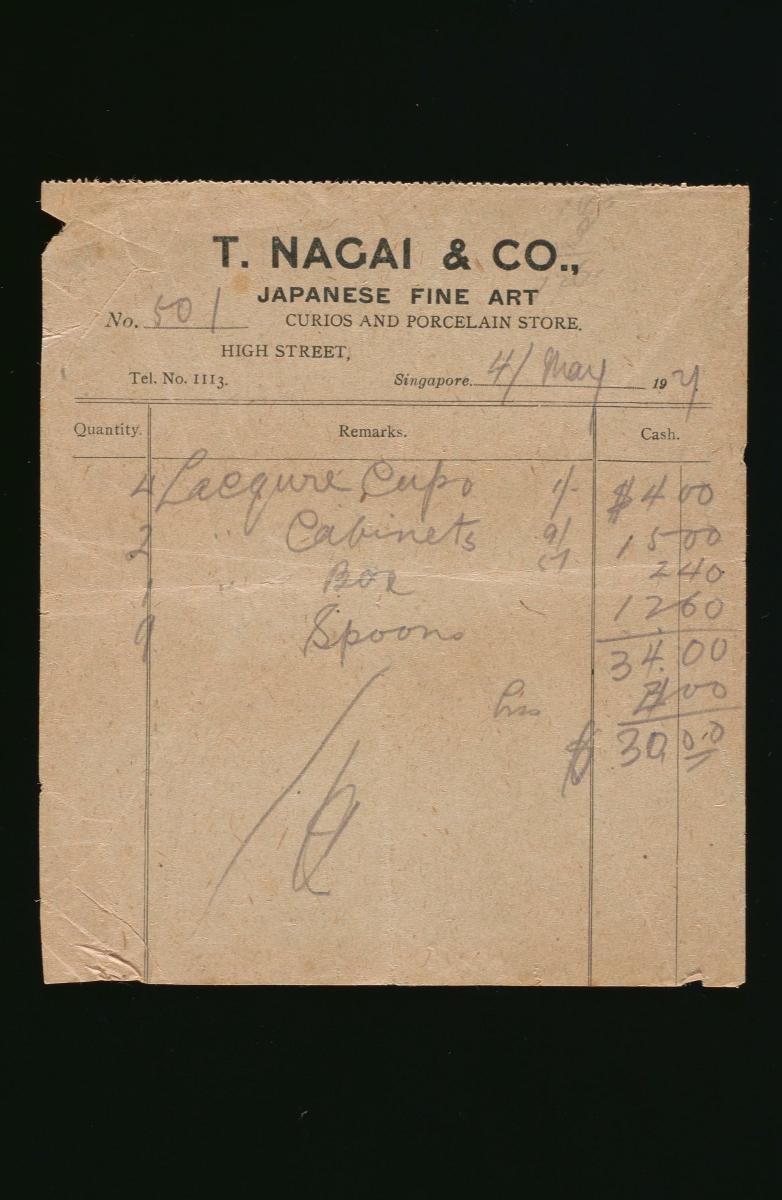 T. NAGAI & CO.,
JAPANESE FINE ART
No. 501 CURIOS AND PORCELAIN STORE.
HIGH STREET,
Tel. No. 1113. Singapore 4/May 1921
Quantity. Remarks. Cash.
4 Lacqure Cups 1/- $4 00
2 " Cabinets 15 00
1 " Box 2 40
9 Spoons 12 60
34.00
Less 4 00
$ 30 00